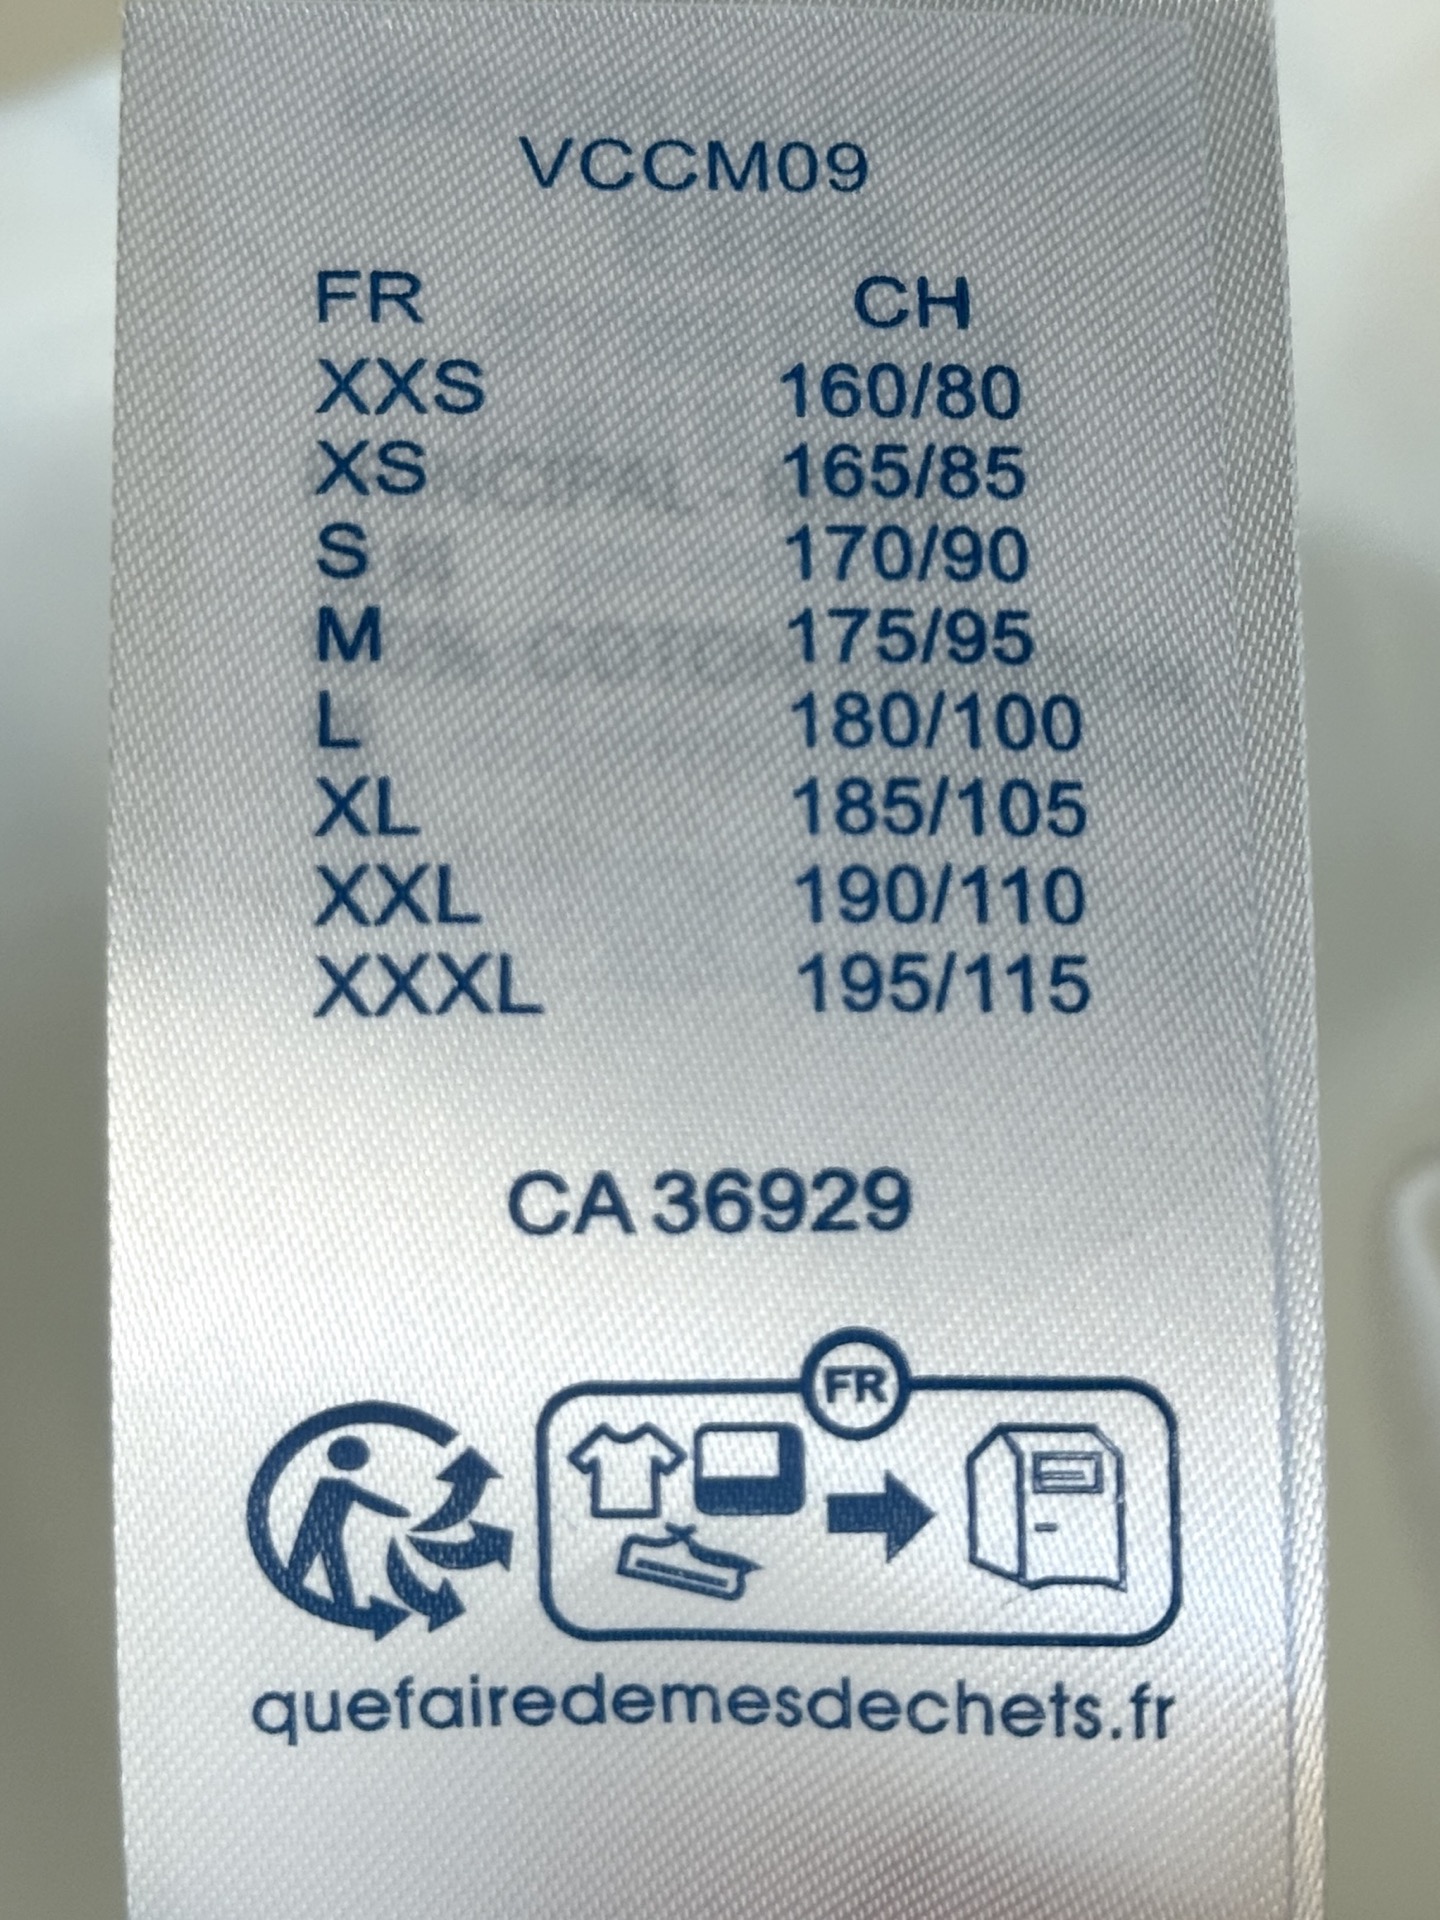 VCCM09
FR CH
XXS 160/80
XS 165/85
S 170/90
M 175/95
L 180/100
XL 185/105
XXL 190/110
XXXL 195/115
CA 36929
FR
quefairedemesdechets.fr